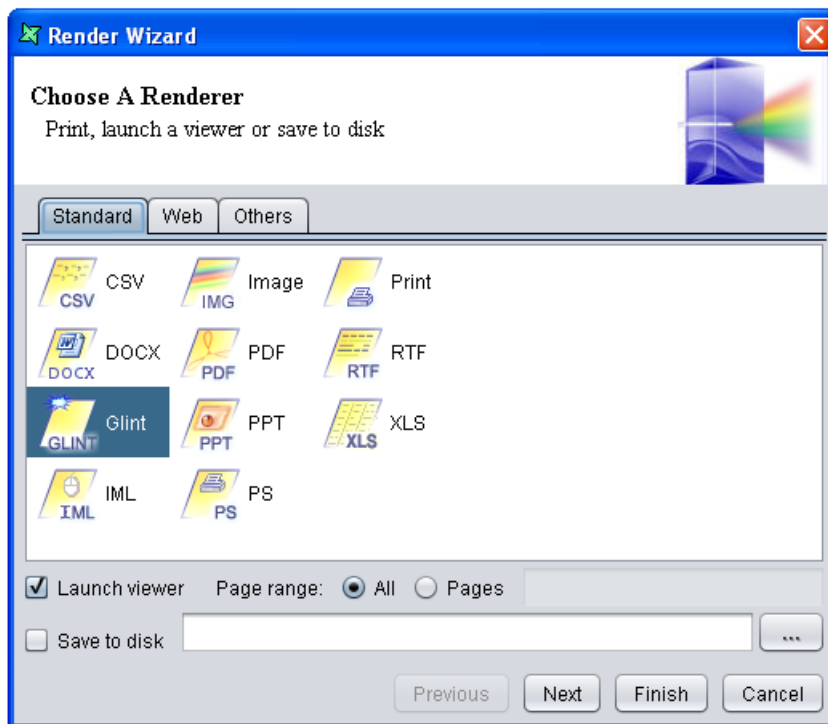 Render Wizard
Choose A Renderer
Print, launch a viewer or save to disk
Standard Web Others
CSV CSV IMG Image Print
DOCX DOCX PDF PDF RTF RTF
GLINT Glint PPT PPT XLS XLS
IML IML PS PS
Launch viewer Page range: All Pages
Save to disk ...
Previous Next Finish Cancel